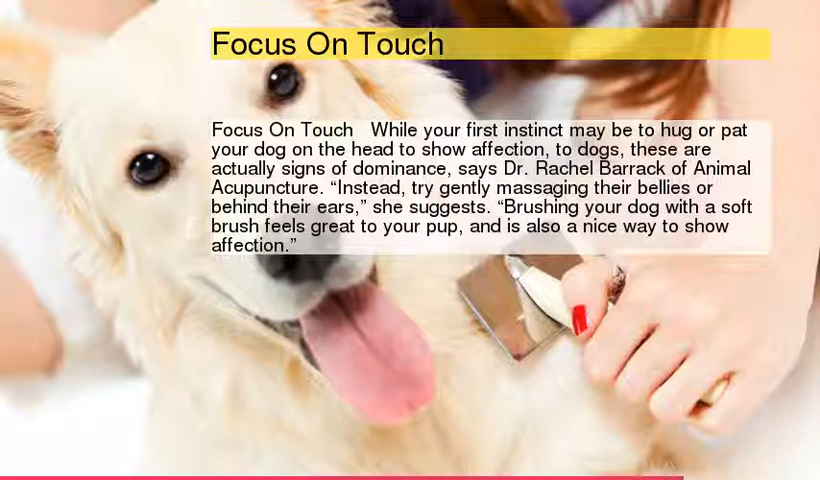 Focus On Touch
Focus On Touch   While your first instinct may be to hug or pat
your dog on the head to show affection, to dogs, these are
actually signs of dominance, says Dr. Rachel Barrack of Animal
Acupuncture. “Instead, try gently massaging their bellies or
behind their ears,” she suggests. “Brushing your dog with a soft
brush feels great to your pup, and is also a nice way to show
affection.”